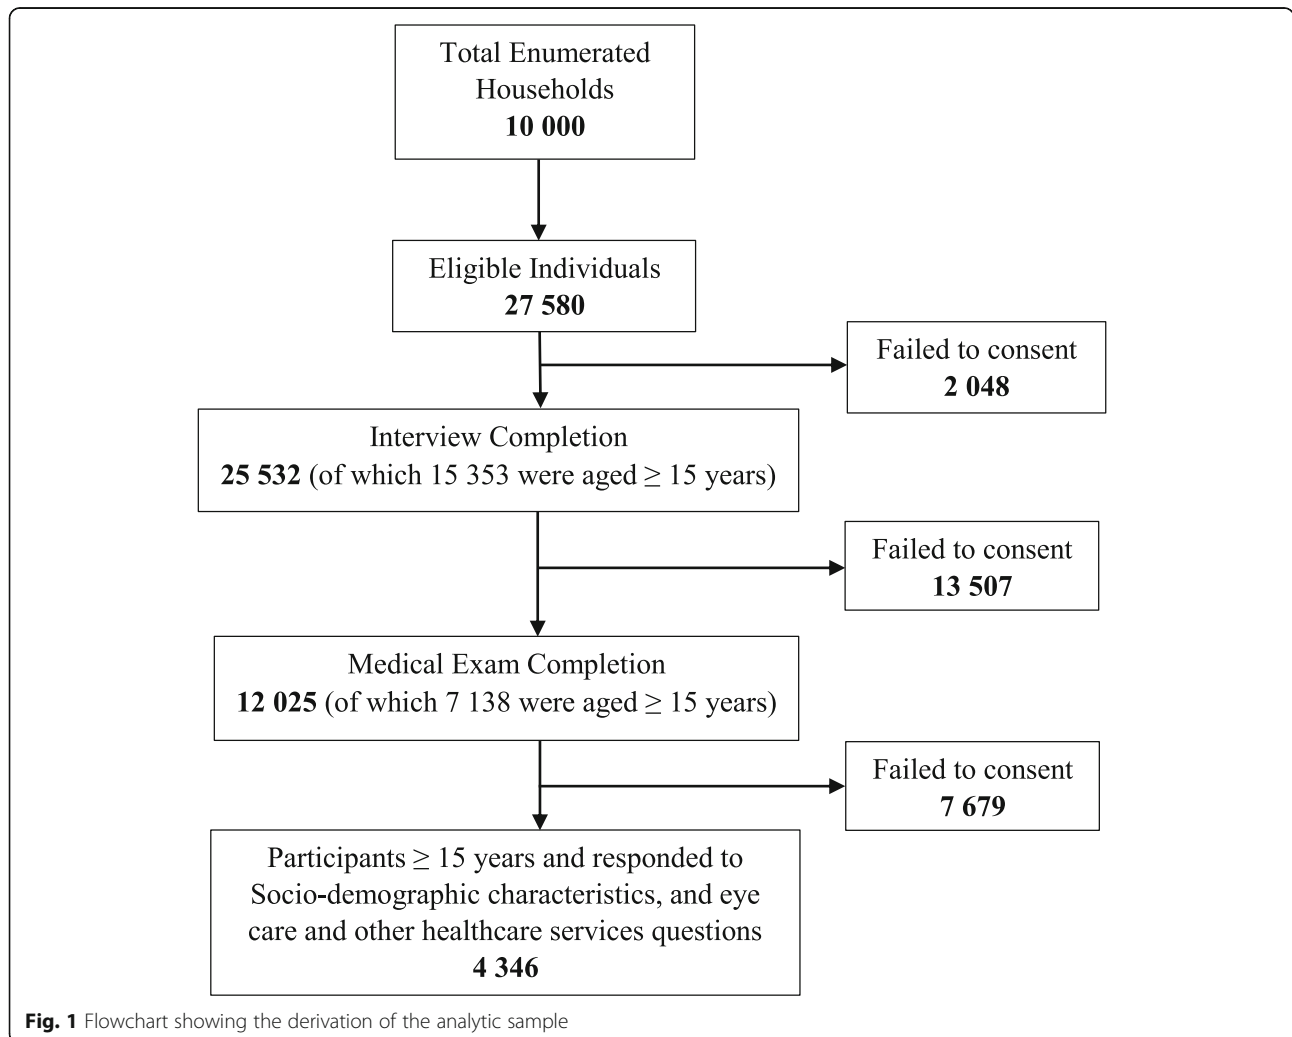 Total Enumerated
Households
10 000
Eligible Individuals
27 580
Failed to consent
2 048
Interview Completion
25 532 (of which 15 353 were aged ≥ 15 years)
Failed to consent
13 507
Medical Exam Completion
12 025 (of which 7 138 were aged ≥ 15 years)
Failed to consent
7 679
Participants ≥ 15 years and responded to
Socio-demographic characteristics, and eye
care and other healthcare services questions
4 346
Fig. 1 Flowchart showing the derivation of the analytic sample